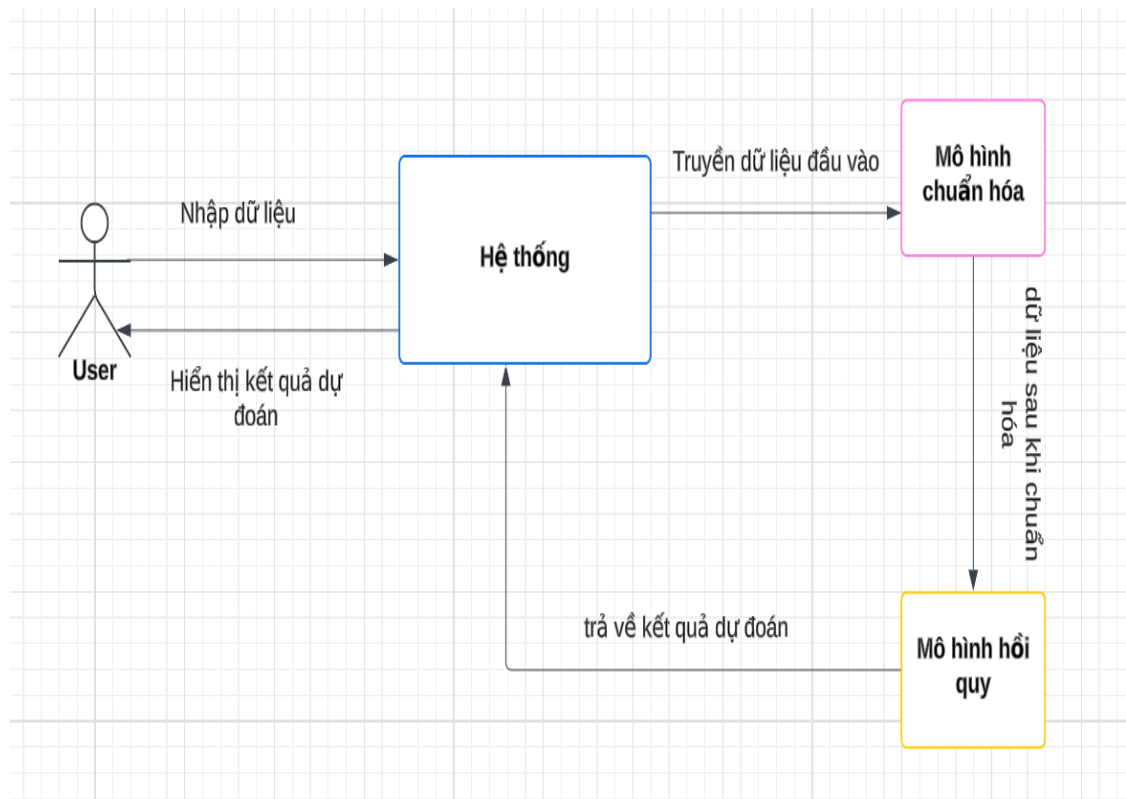 Nhập dữ liệu
User
Hiển thị kết quả dự
đoán
Hệ thống
Truyền dữ liệu đầu vào
Mô hình
chuẩn hóa
dữ liệu sau khi chuẩn
hóa
Mô hình hồi
quy
trả về kết quả dự đoán